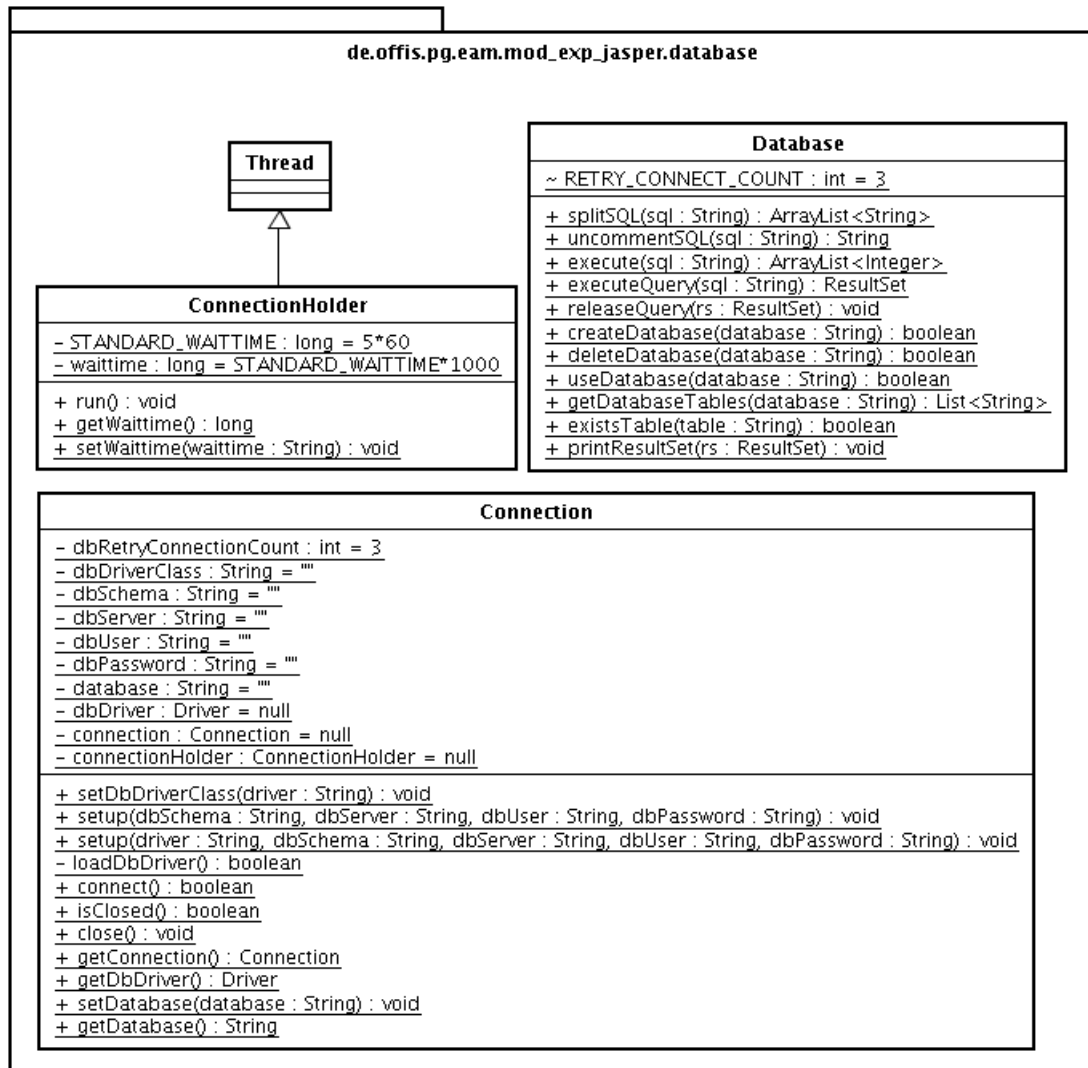 de.offis.pg.eam.mod_exp_jasper.database
Thread
ConnectionHolder
- STANDARD_WAITTIME : long = 5*60
- waittime : long = STANDARD_WAITTIME*1000
+ run() : void
+ getWaittime() : long
+ setWaittime(waittime : String) : void
Database
~ RETRY_CONNECT_COUNT : int = 3
+ splitSQL(sql : String) : ArrayList<String>
+ uncommentSQL(sql : String) : String
+ execute(sql : String) : ArrayList<Integer>
+ executeQuery(sql : String) : ResultSet
+ releaseQuery(rs : ResultSet) : void
+ createDatabase(database : String) : boolean
+ deleteDatabase(database : String) : boolean
+ useDatabase(database : String) : boolean
+ getDatabaseTables(database : String) : List<String>
+ existsTable(table : String) : boolean
+ printResultSet(rs : ResultSet) : void
Connection
- dbRetryConnectionCount : int = 3
- dbDriverClass : String = ""
- dbSchema : String = ""
- dbServer : String = ""
- dbUser : String = ""
- dbPassword : String = ""
- database : String = ""
- dbDriver : Driver = null
- connection : Connection = null
- connectionHolder : ConnectionHolder = null
+ setDbDriverClass(driver : String) : void
+ setup(dbSchema : String, dbServer : String, dbUser : String, dbPassword : String) : void
+ setup(driver : String, dbSchema : String, dbServer : String, dbUser : String, dbPassword : String) : void
- loadDbDriver() : boolean
+ connect() : boolean
+ isClosed() : boolean
+ close() : void
+ getConnection() : Connection
+ getDbDriver() : Driver
+ setDatabase(database : String) : void
+ getDatabase() : String